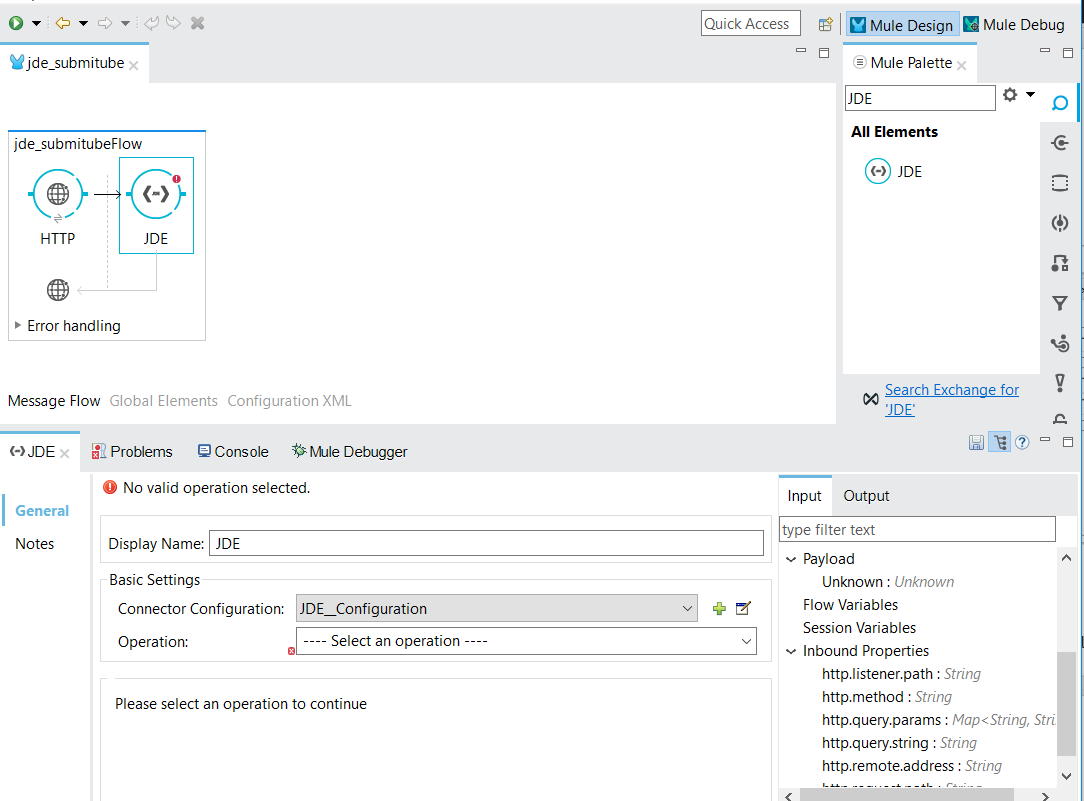 Quick Access
Mule Design
Mule Debug
jde_submitube
Mule Palette
JDE
All Elements
JDE
jde_submitubeFlow
HTTP
JDE
Error handling
Search Exchange for
'JDE'
Message Flow Global Elements Configuration XML
JDE Problems Console Mule Debugger
No valid operation selected.
General
Notes
Display Name: JDE
Basic Settings
Connector Configuration: JDE__Configuration
Operation: ---- Select an operation ----
Please select an operation to continue
Input Output
type filter text
Payload
Unknown : Unknown
Flow Variables
Session Variables
Inbound Properties
http.listener.path : String
http.method : String
http.query.params : Map<String, Stri
http.query.string : String
http.remote.address : String
http.request.path : String